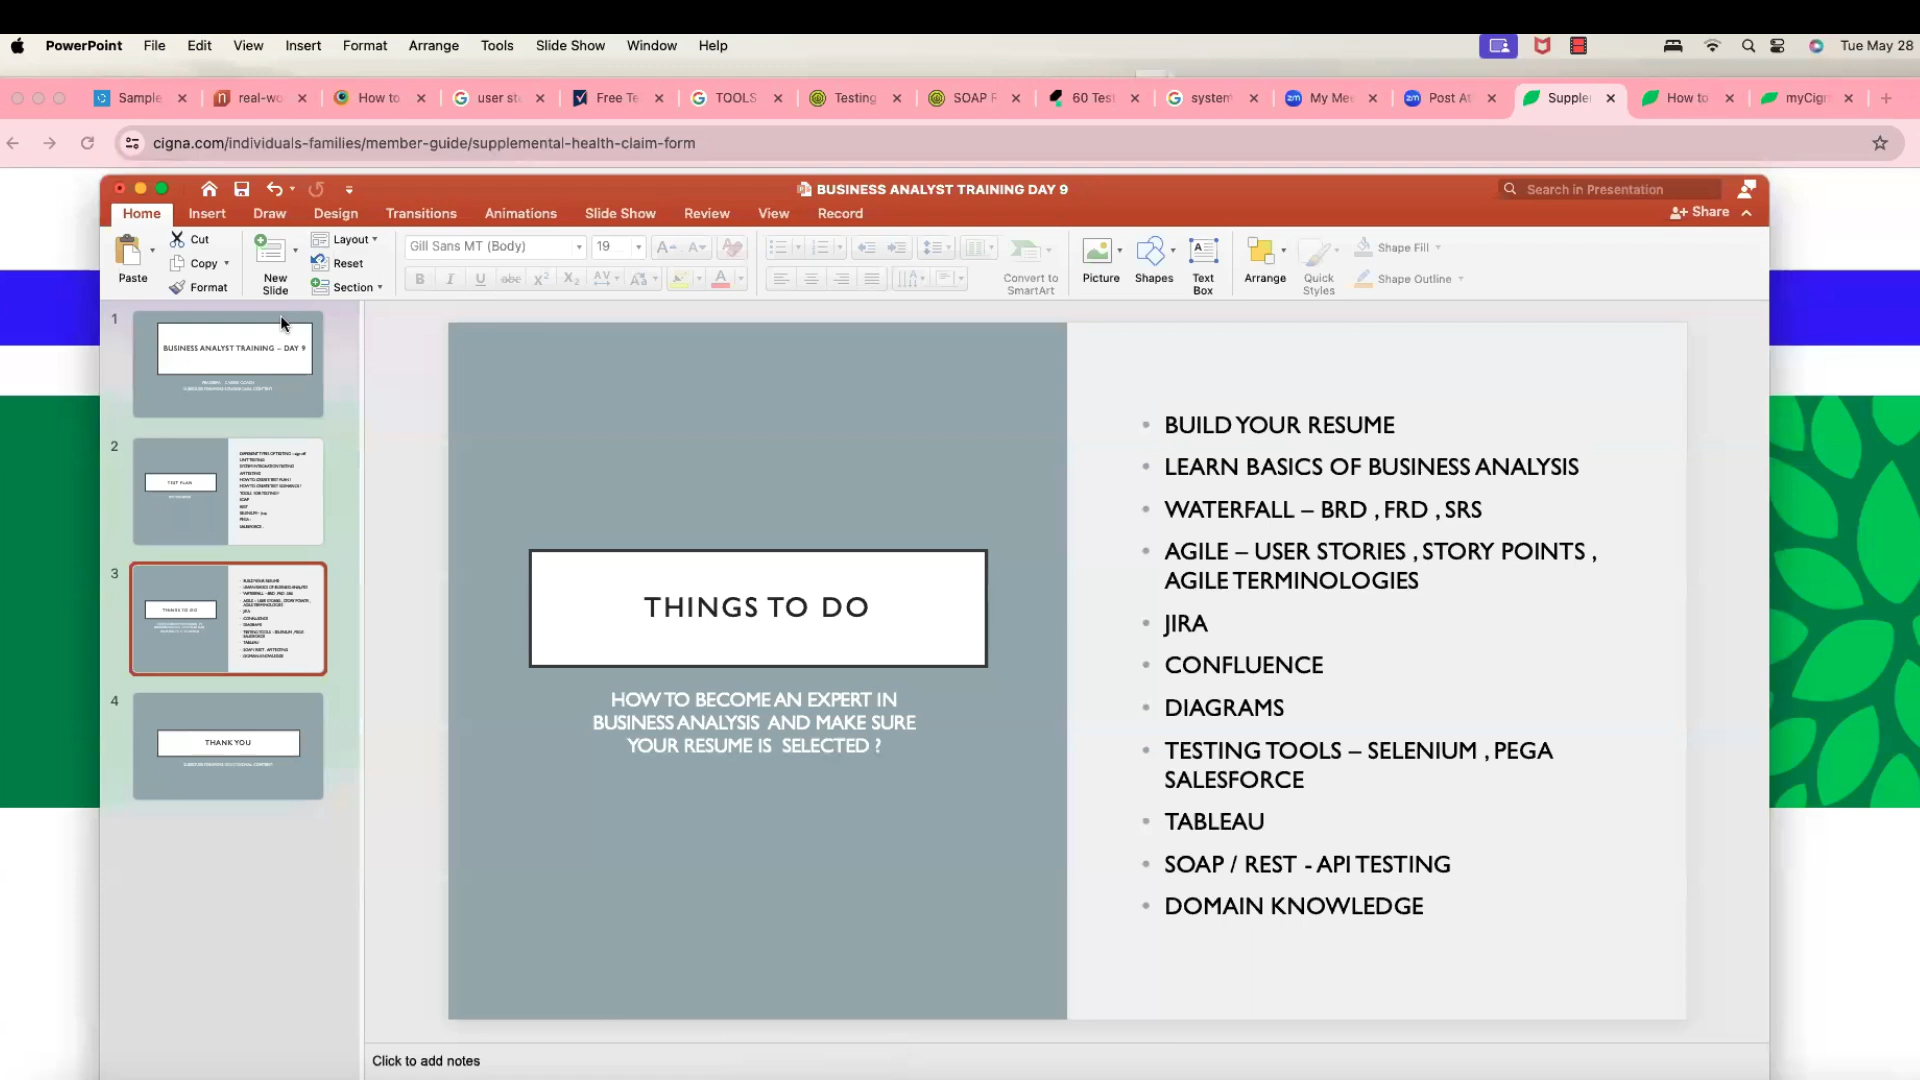 PowerPoint File Edit View Insert Format Arrange Tools Slide Show Window Help Tue May 28
Sample real-wo How to user st Free Te TOOLS Testing SOAP F 60 Test system My Me Post At Supple How to myCig
cigna.com/individuals-families/member-guide/supplemental-health-claim-form
BUSINESS ANALYST TRAINING DAY 9
Search in Presentation
Home Insert Draw Design Transitions Animations Slide Show Review View Record
Share
Paste
Cut
Copy
Format
New
Slide
Layout
Reset
Section
Gill Sans MT (Body) 19
Convert to
SmartArt
Picture
Shapes
Text
Box
Arrange
Quick
Styles
Shape Fill
Shape Outline
1
BUSINESS ANALYST TRAINING – DAY 9
2
TEST PLAN
3
THINGS TO DO
4
THANK YOU
THINGS TO DO
HOW TO BECOME AN EXPERT IN
BUSINESS ANALYSIS AND MAKE SURE
YOUR RESUME IS SELECTED ?
• BUILD YOUR RESUME
• LEARN BASICS OF BUSINESS ANALYSIS
• WATERFALL – BRD , FRD , SRS
• AGILE – USER STORIES , STORY POINTS ,
AGILE TERMINOLOGIES
• JIRA
• CONFLUENCE
• DIAGRAMS
• TESTING TOOLS – SELENIUM , PEGA
SALESFORCE
• TABLEAU
• SOAP / REST - API TESTING
• DOMAIN KNOWLEDGE
Click to add notes